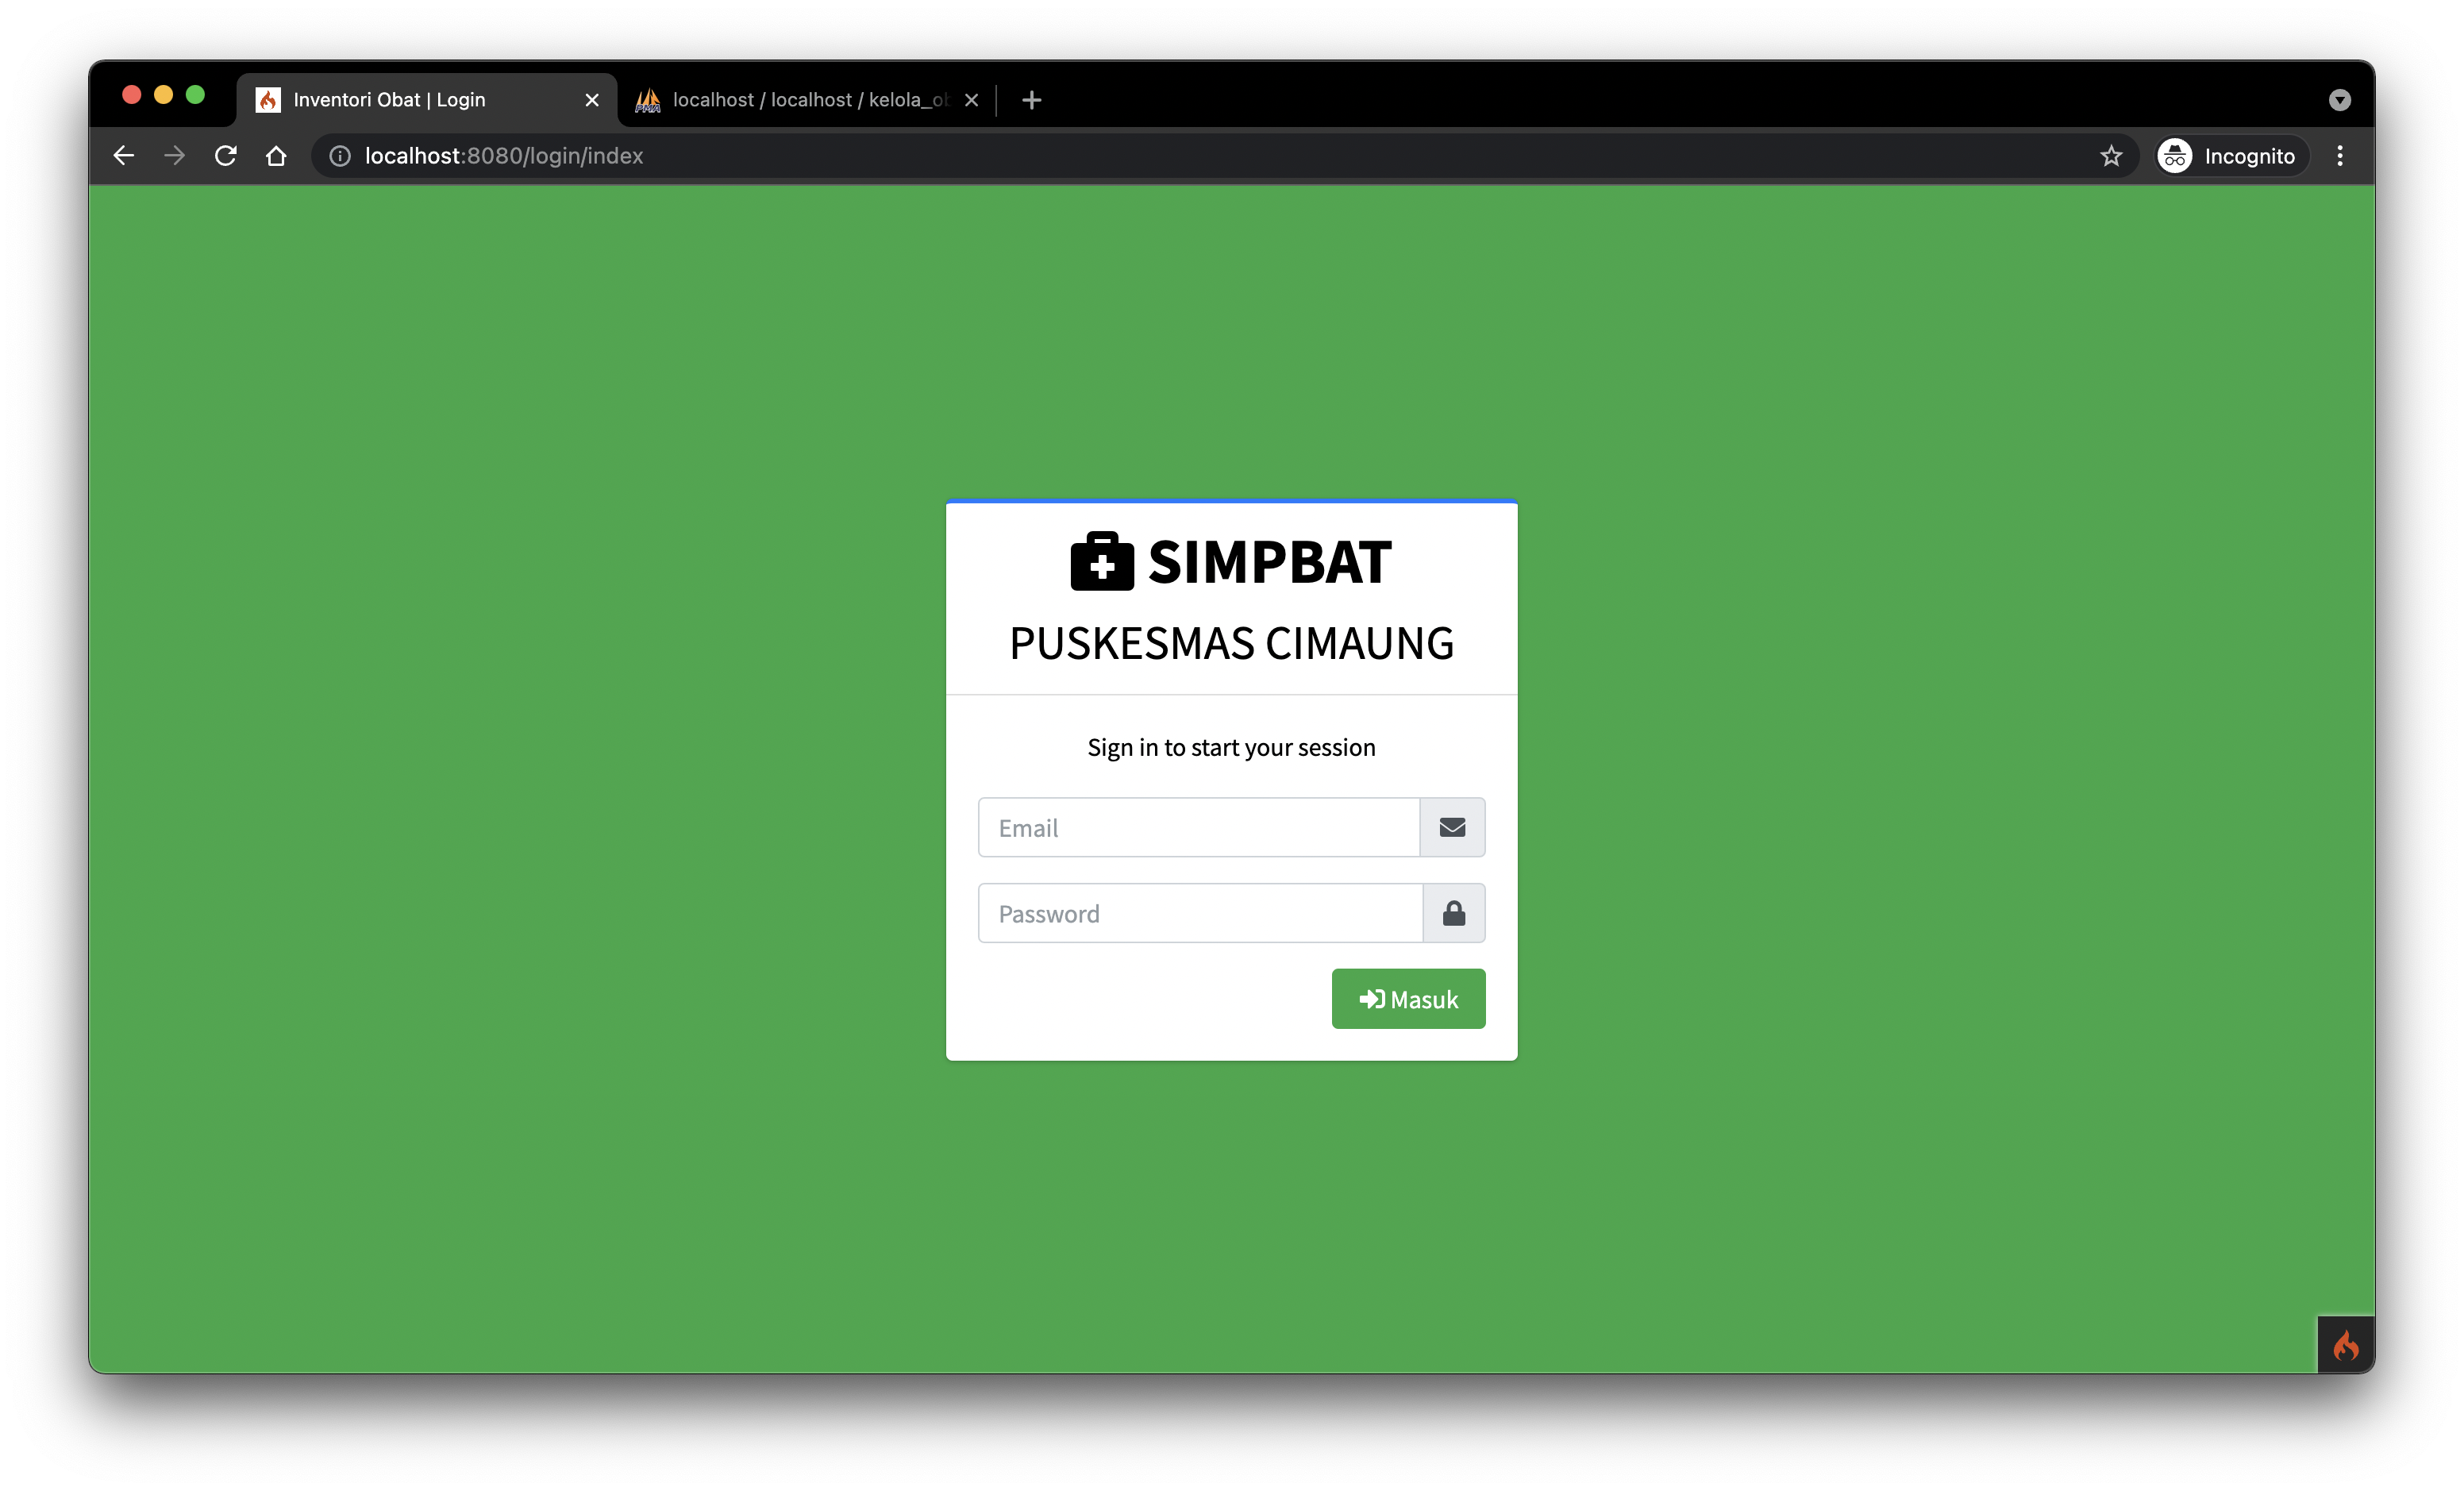 Inventori Obat | Login
localhost / localhost / kelola_ob
localhost:8080/login/index
Incognito
SIMPBAT
PUSKESMAS CIMAUNG
Sign in to start your session
Email
Password
Masuk